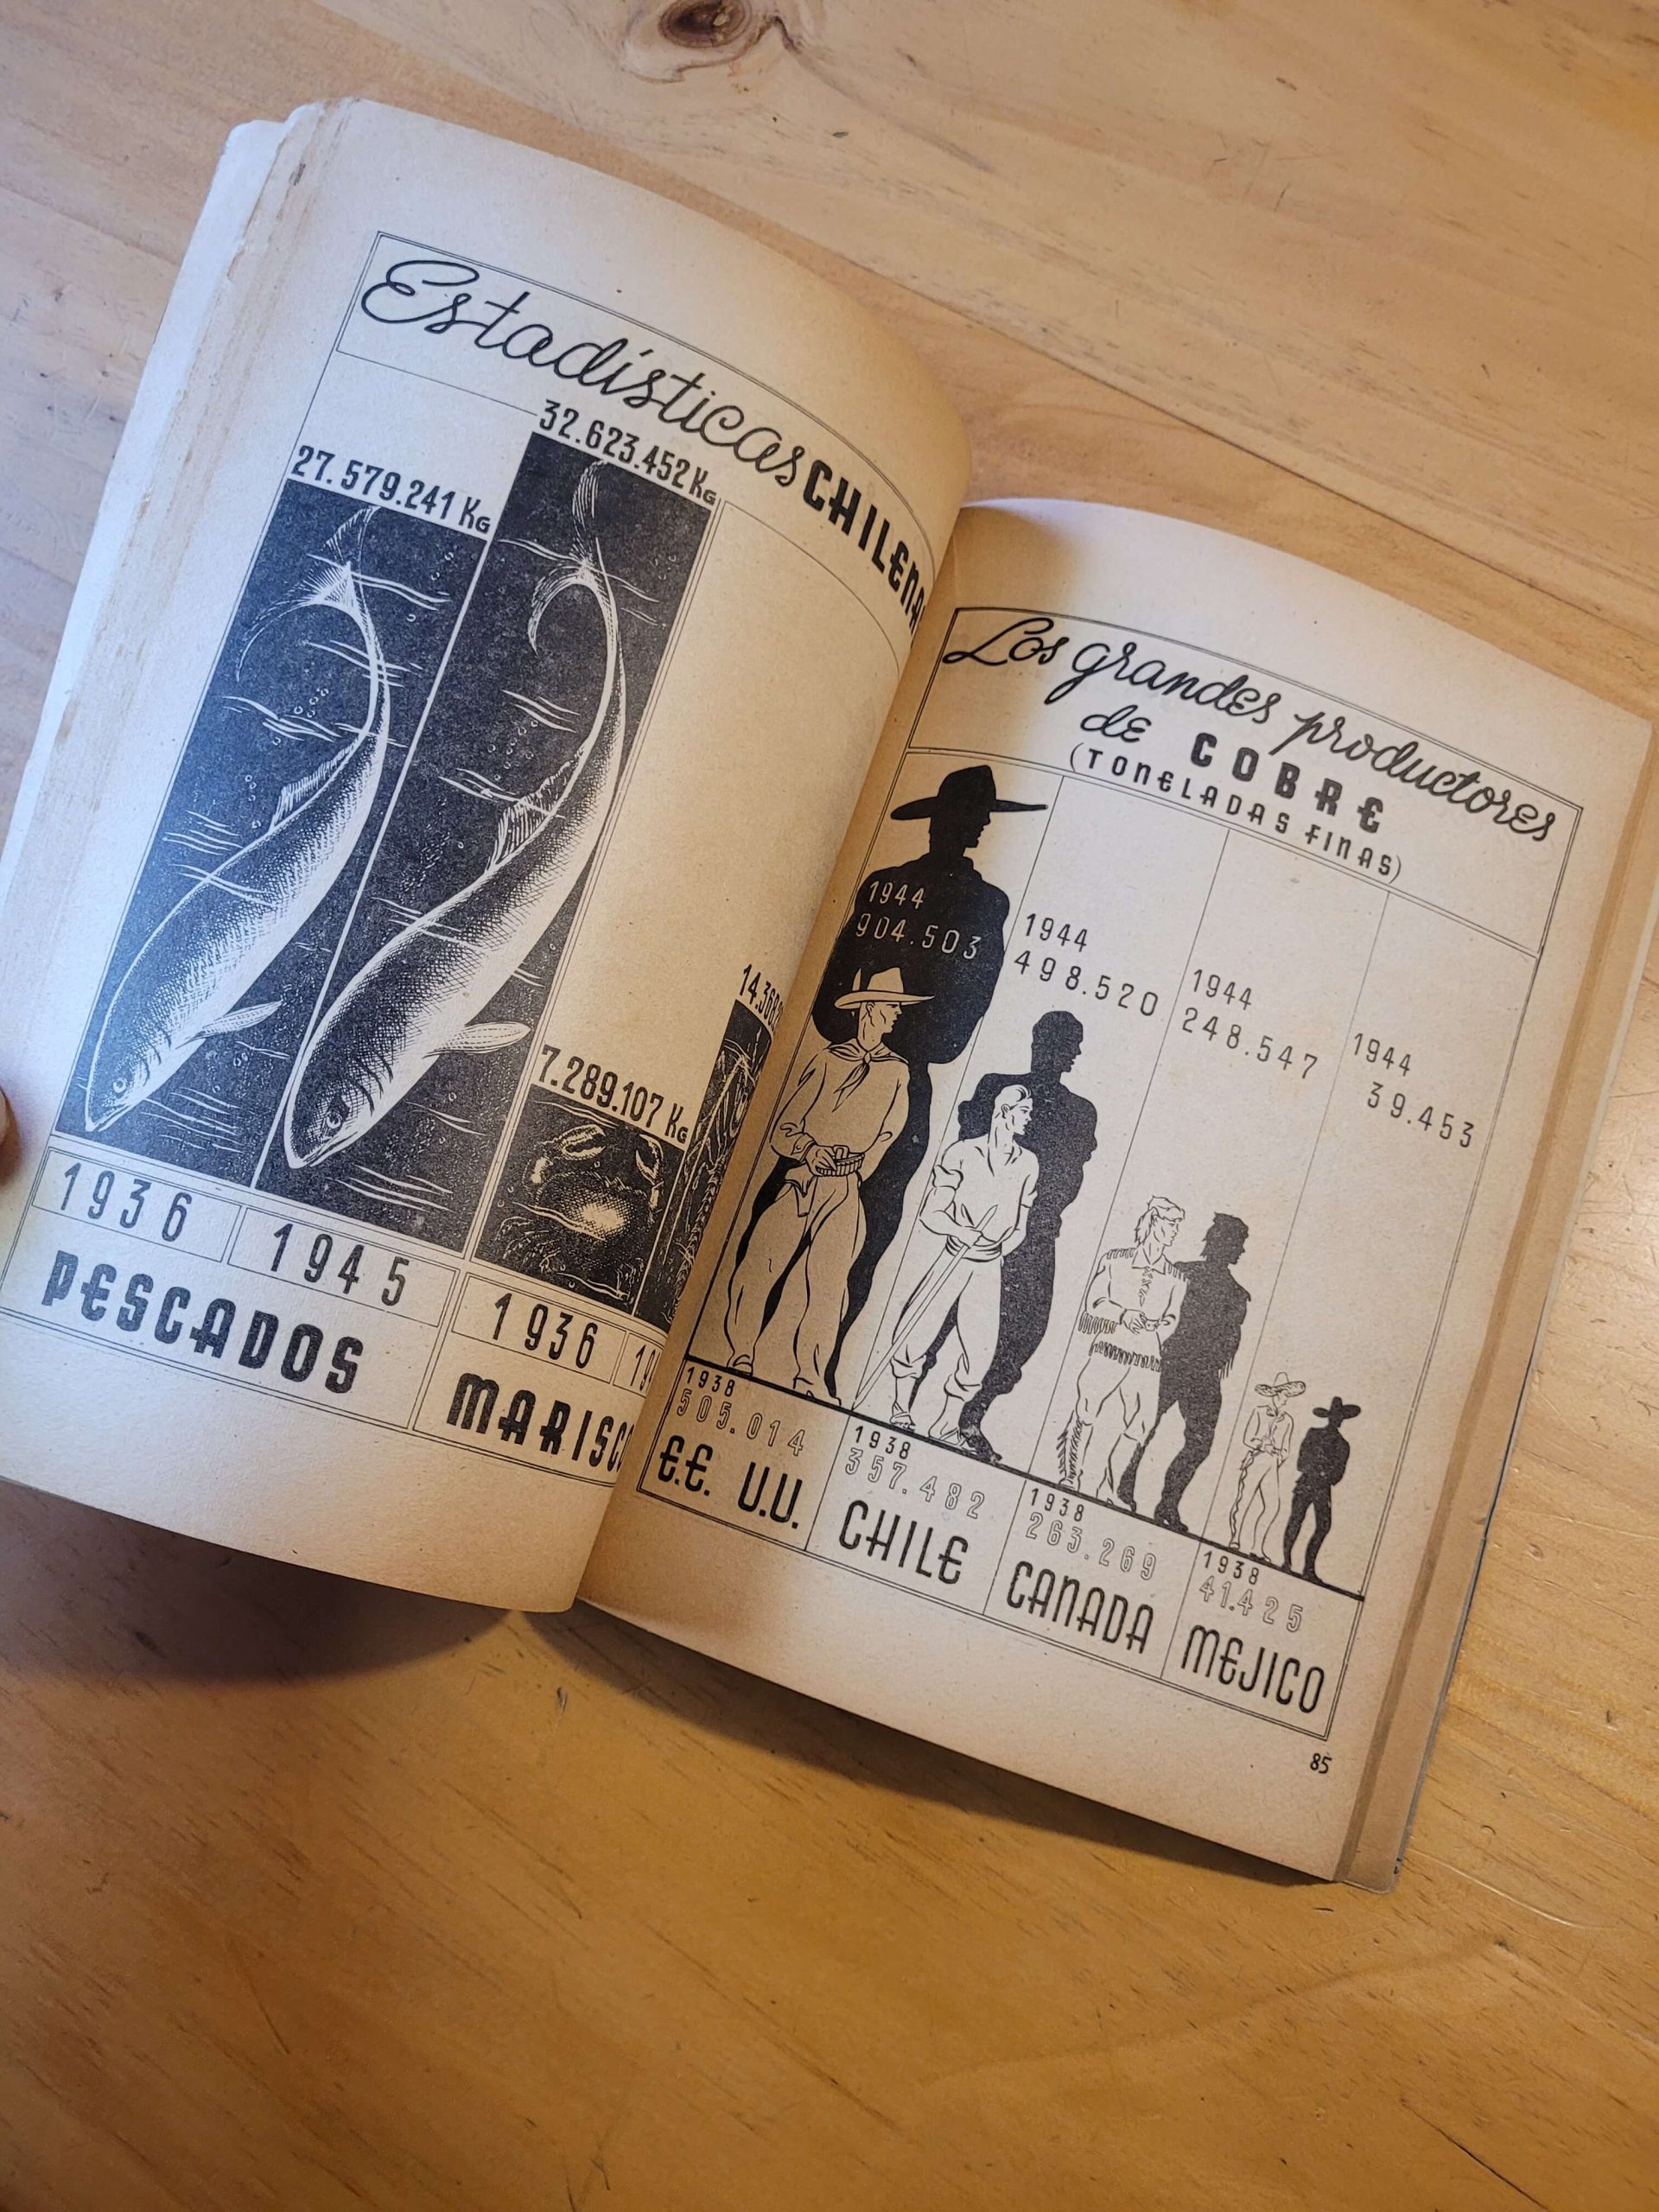 Estadísticas CHILENA
27.579.241 KG
32.623.452 KG
7.289.107 KG
1936
1945
1936
PESCADOS
Los grandes productores
de COBRE
(TONELADAS FINAS)
1944
904.503
1944
498.520
1944
248.547
1944
39.453
1938
505.014
E.E. U.U.
1938
357.482
CHILE
1938
263.269
CANADA
1938
41.425
MEJICO
85